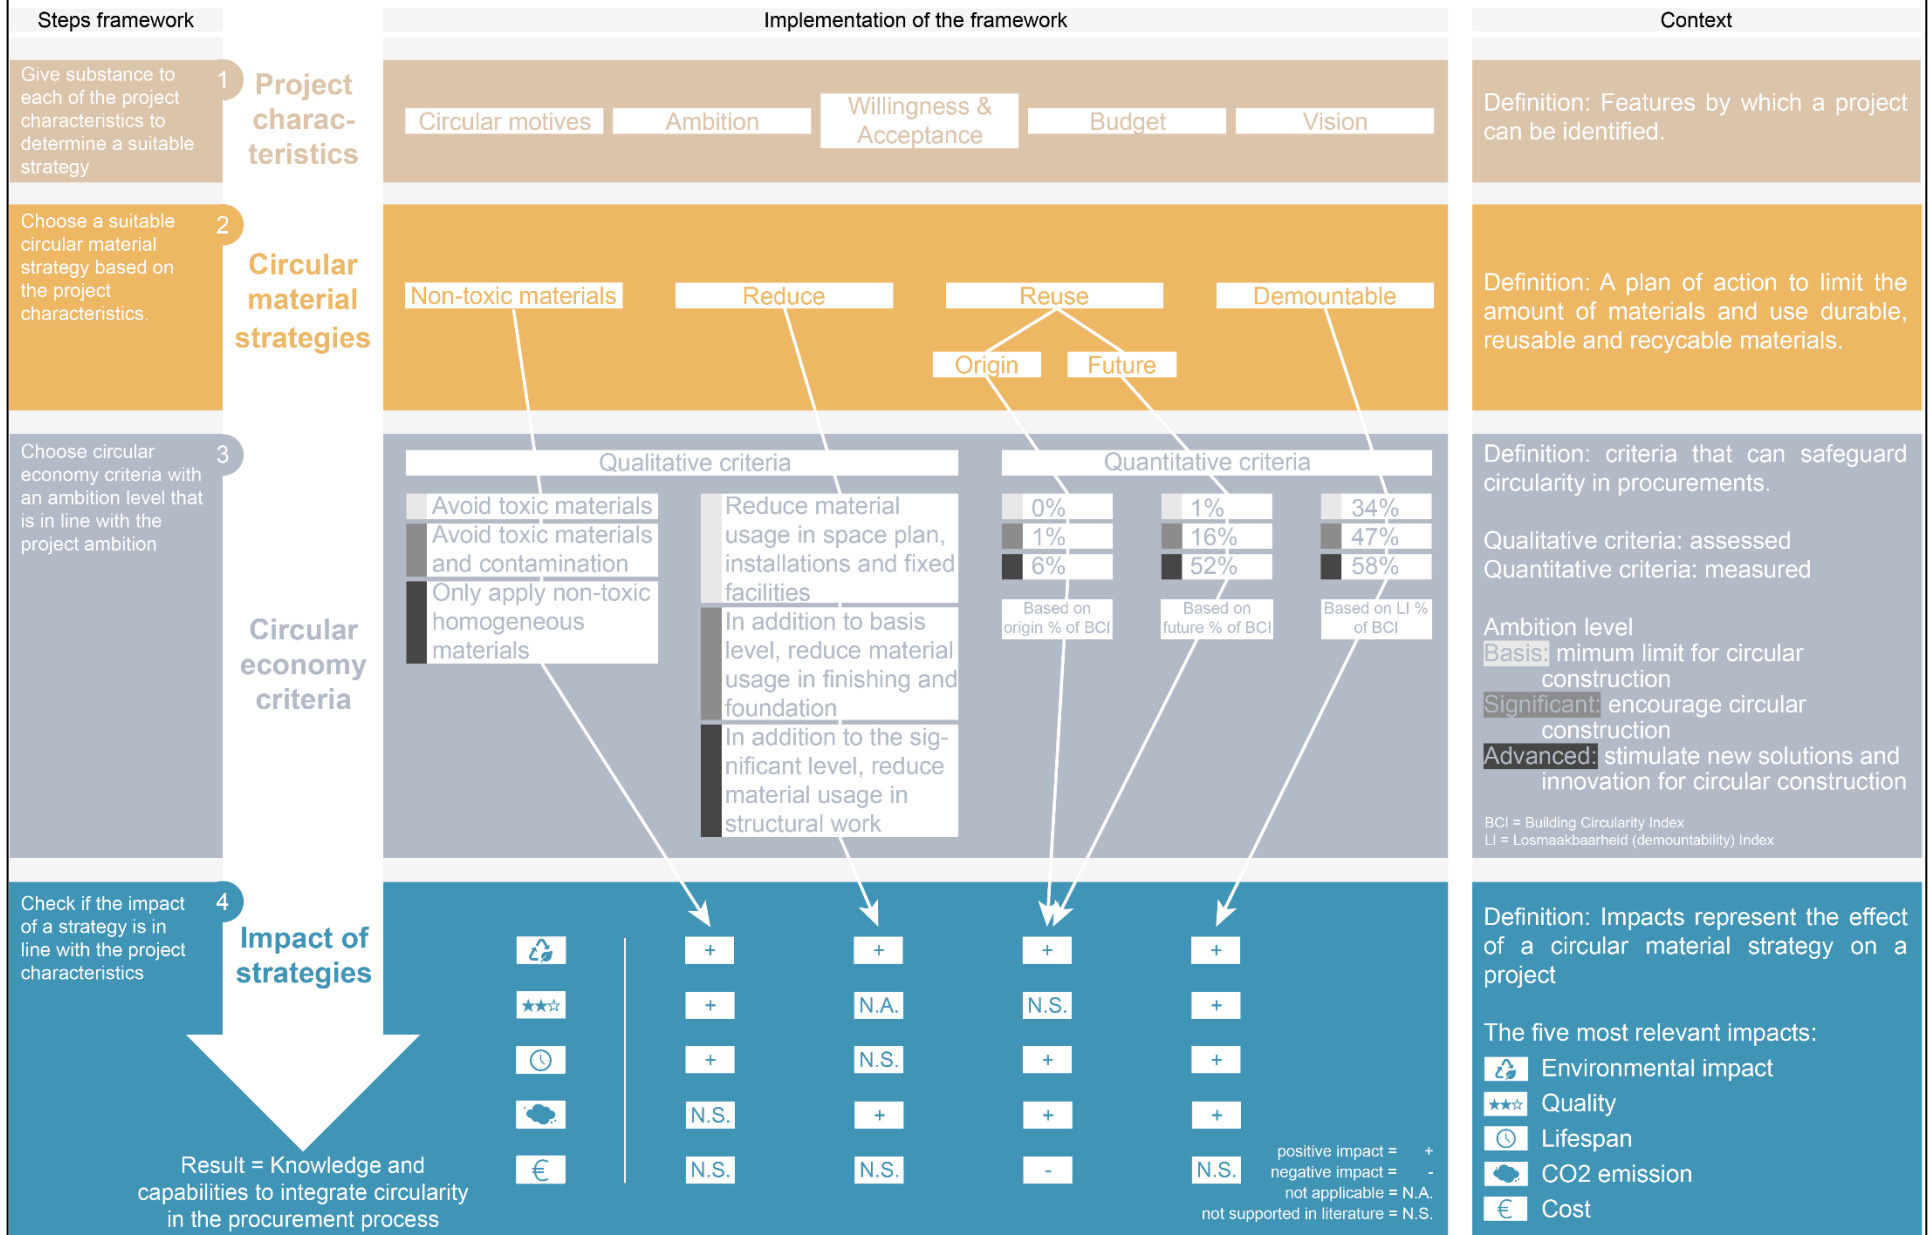 Steps framework
Implementation of the framework
Context
Give substance to
each of the project
characteristics to
determine a suitable
strategy
1
Project
charac-
teristics
Circular motives
Ambition
Willingness &
Acceptance
Budget
Vision
Definition: Features by which a project
can be identified.
Choose a suitable
circular material
strategy based on
the project
characteristics.
2
Circular
material
strategies
Non-toxic materials
Reduce
Reuse
Demountable
Origin
Future
Definition: A plan of action to limit the
amount of materials and use durable,
reusable and recycable materials.
Choose circular
economy criteria with
an ambition level that
is in line with the
project ambition
3
Circular
economy
criteria
Qualitative criteria
Quantitative criteria
Avoid toxic materials
Avoid toxic materials
and contamination
Only apply non-toxic
homogeneous
materials
Reduce material
usage in space plan,
installations and fixed
facilities
In addition to basis
level, reduce material
usage in finishing and
foundation
In addition to the sig-
nificant level, reduce
material usage in
structural work
0%
1%
6%
Based on
origin % of BCI
1%
16%
52%
Based on
future % of BCI
34%
47%
58%
Based on LI %
of BCI
Definition: criteria that can safeguard
circularity in procurements.
Qualitative criteria: assessed
Quantitative criteria: measured
Ambition level
Basis: mimum limit for circular
construction
Significant: encourage circular
construction
Advanced: stimulate new solutions and
innovation for circular construction
BCI = Building Circularity Index
LI = Losmaakbaarheid (demountability) Index
Check if the impact
of a strategy is in
line with the project
characteristics
4
Impact of
strategies
+ + + +
+ N.A. N.S. +
+ N.S. + +
N.S. + + +
€ N.S. N.S. - N.S.
positive impact = +
negative impact = -
not applicable = N.A.
not supported in literature = N.S.
Result = Knowledge and
capabilities to integrate circularity
in the procurement process
Definition: Impacts represent the effect
of a circular material strategy on a
project
The five most relevant impacts:
Environmental impact
Quality
Lifespan
CO2 emission
€ Cost